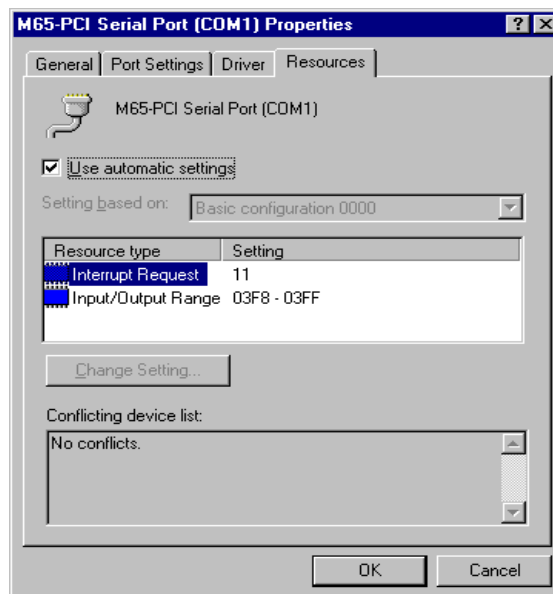 M65-PCI Serial Port (COM1) Properties
General Port Settings Driver Resources
M65-PCI Serial Port (COM1)
Use automatic settings
Setting based on: Basic configuration 0000
Resource type Setting
Interrupt Request 11
Input/Output Range 03F8 - 03FF
Change Setting...
Conflicting device list:
No conflicts.
OK Cancel